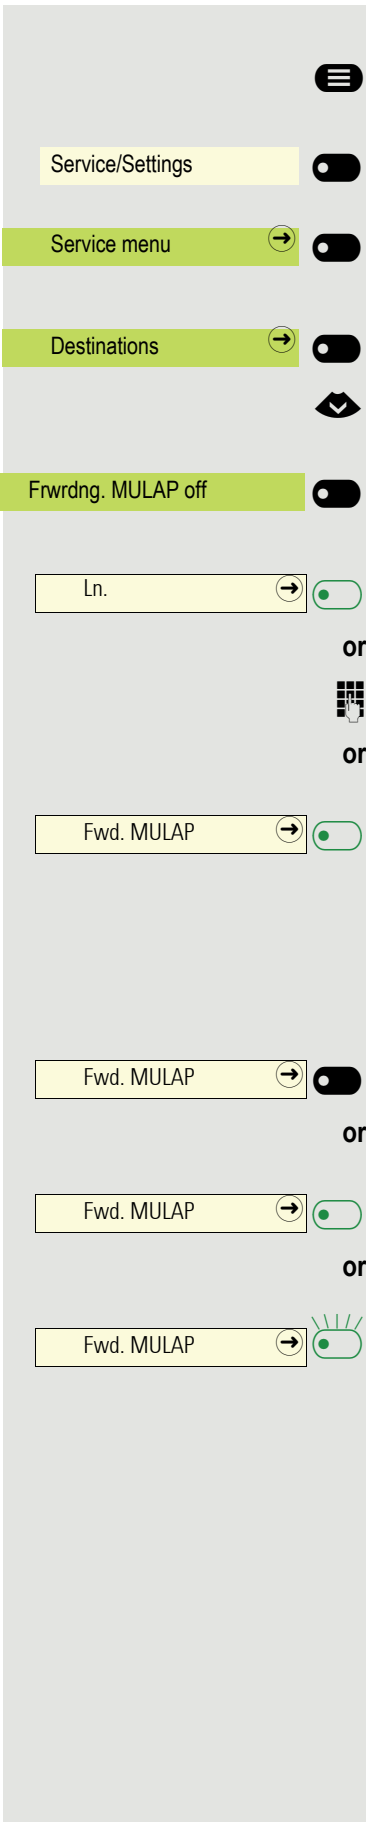 Service/Settings
Service menu
Destinations
Frwrdng. MULAP off
Ln.
or
or
Fwd. MULAP
Fwd. MULAP
or
Fwd. MULAP
or
Fwd. MULAP